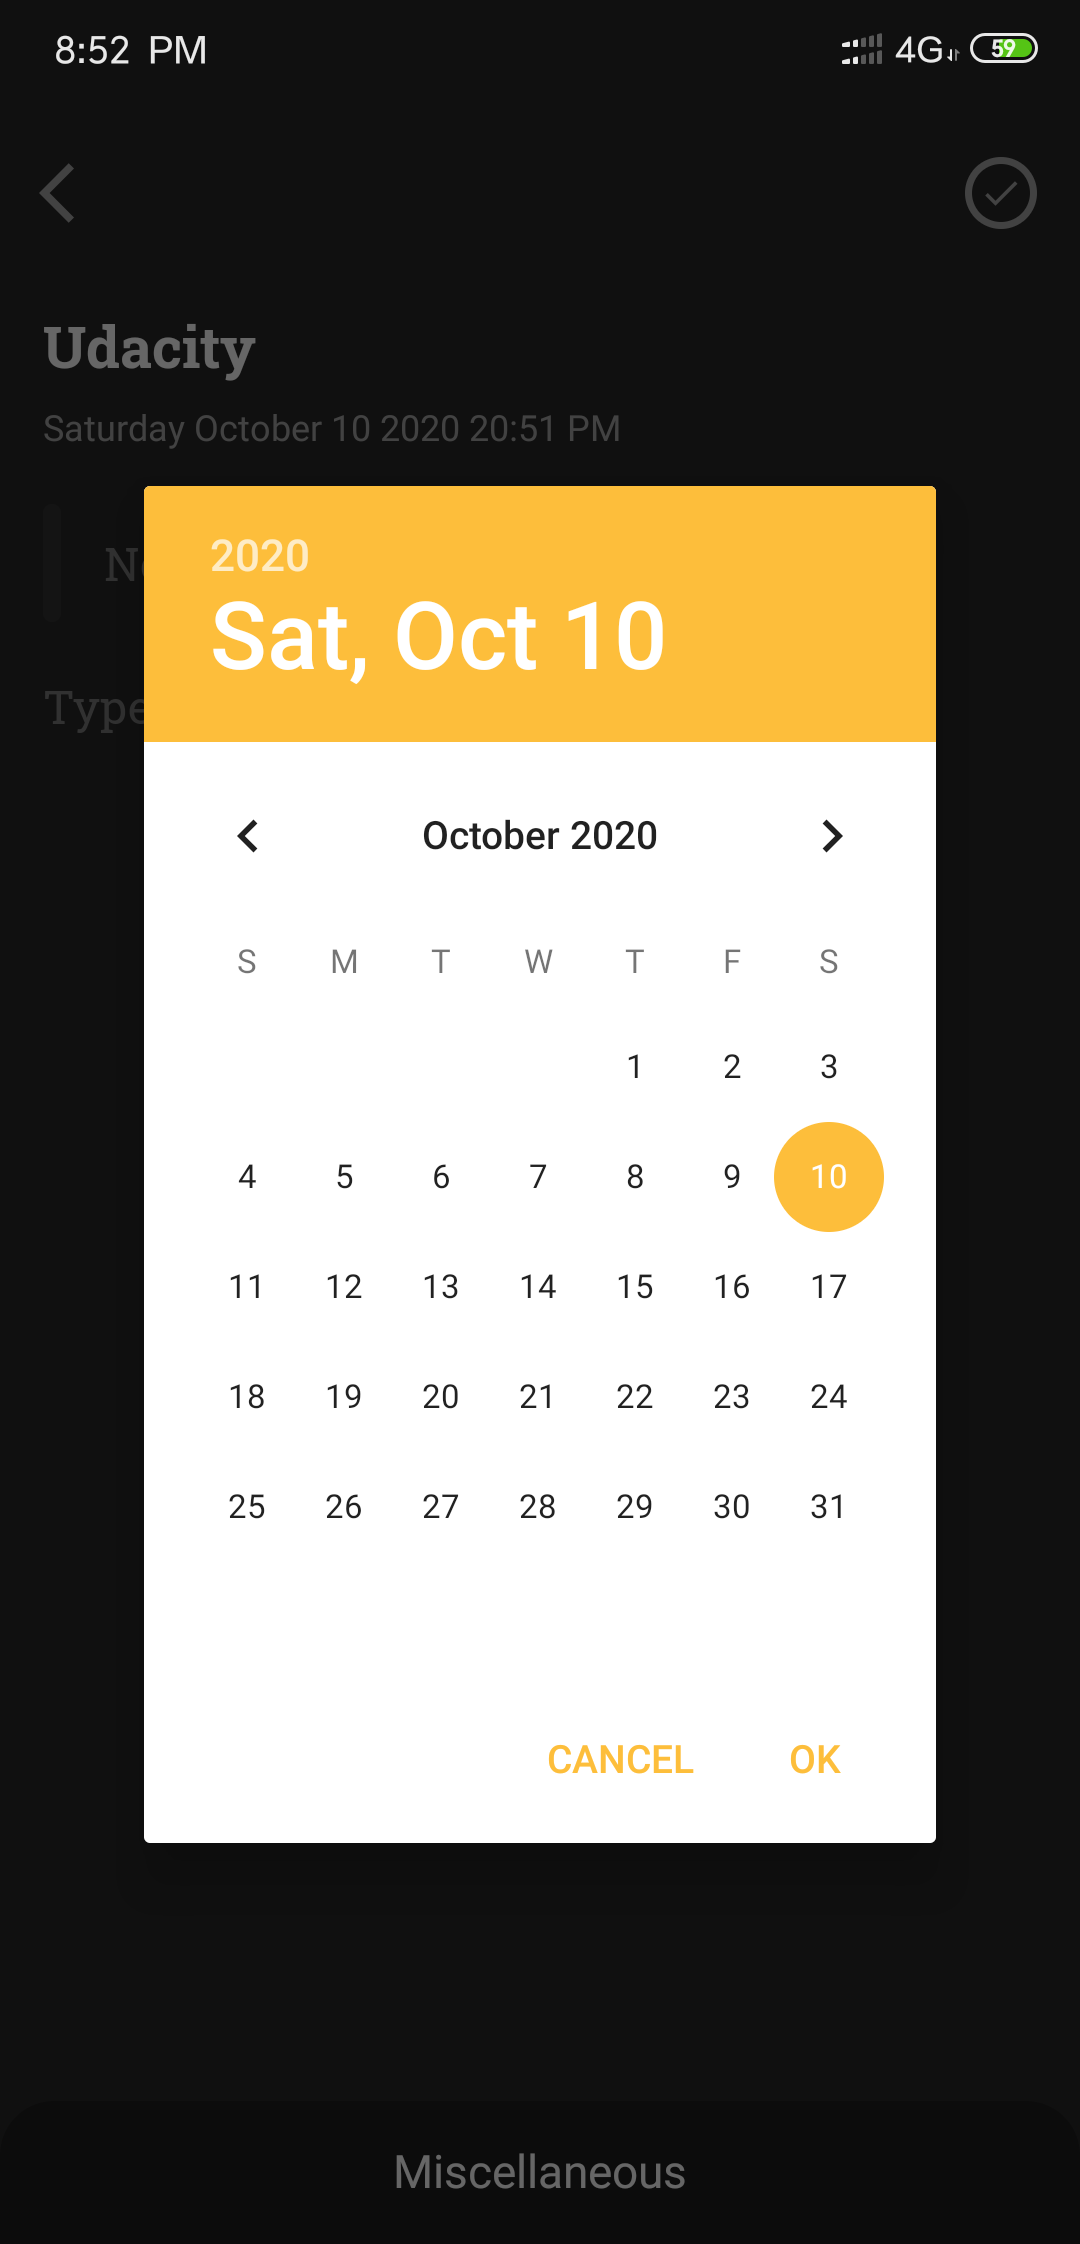 8:52 PM 4G 59
Udacity
Saturday October 10 2020 20:51 PM
Type
2020
Sat, Oct 10
October 2020
S M T W T F S
1 2 3
4 5 6 7 8 9 10
11 12 13 14 15 16 17
18 19 20 21 22 23 24
25 26 27 28 29 30 31
CANCEL OK
Miscellaneous